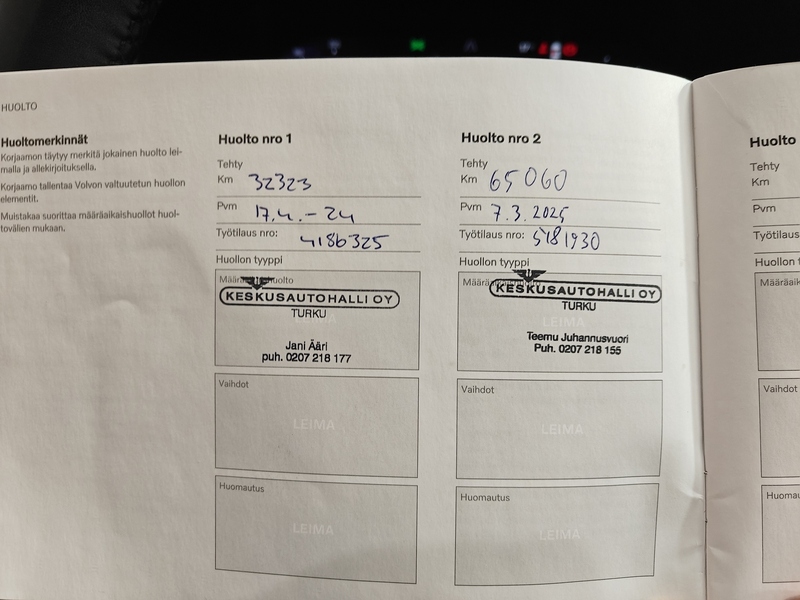 HUOLTO
Huoltomerkinnät
Korjaamon täytyy merkitä jokainen huolto lei-
malla ja allekirjoituksella.
Korjaamo tallentaa Volvon valtuutetun huollon
elementit.
Muistakaa suorittaa määräaikaishuollot huol-
tovälien mukaan.
Huolto nro 1
Tehty
Km 32323
Pvm 17.4.-24
Työtilaus nro: 4186325
Huollon tyyppi
KESKUSAUTOHALLI OY
TURKU
Jani Ääri
puh. 0207 218 177
Vaihdot
LEIMA
Huomautus
LEIMA
Huolto nro 2
Tehty
Km 65060
Pvm 7.3.2025
Työtilaus nro: 5181930
Huollon tyyppi
KESKUSAUTOHALLI OY
TURKU
LEIMA
Teemu Juhannusvuori
Puh. 0207 218 155
Vaihdot
LEIMA
Huomautus
LEIMA
Huolto
Tehty
Km
Pvm
Työtilaus
Huollon t
Määräaik
Vaihdot
Huomau